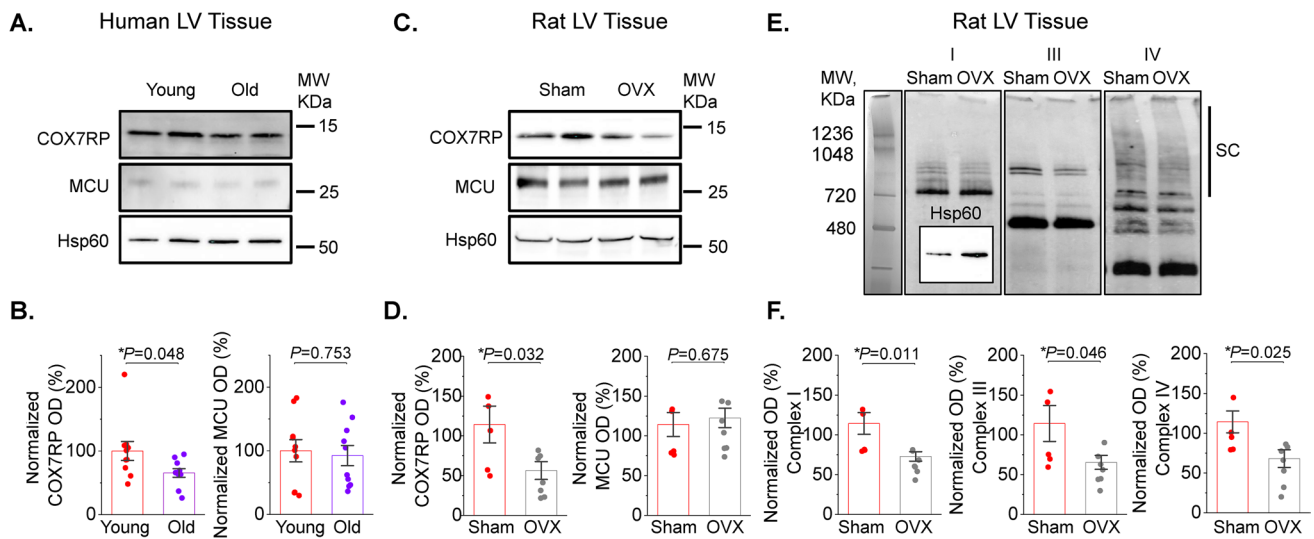 A.
Human LV Tissue
Young Old
MW
KDa
COX7RP
15
MCU
25
Hsp60
50
B.
Normalized
COX7RP OD (%)
*P=0.048
200
100
0
Young Old
Normalized MCU OD (%)
P=0.753
200
150
100
50
0
Young Old
C.
Rat LV Tissue
Sham OVX
MW
KDa
COX7RP
15
MCU
25
Hsp60
50
D.
Normalized
COX7RP OD (%)
*P=0.032
200
150
100
50
0
Sham OVX
Normalized
MCU OD (%)
P=0.675
200
150
100
50
0
Sham OVX
E.
Rat LV Tissue
I III IV
Sham OVX Sham OVX Sham OVX
MW,
KDa
1236
1048
720
480
Hsp60
SC
F.
Normalized OD (%)
Complex I
*P=0.011
200
150
100
50
0
Sham OVX
Normalized OD (%)
Complex III
*P=0.046
200
150
100
50
0
Sham OVX
Normalized OD (%)
Complex IV
*P=0.025
200
150
100
50
0
Sham OVX